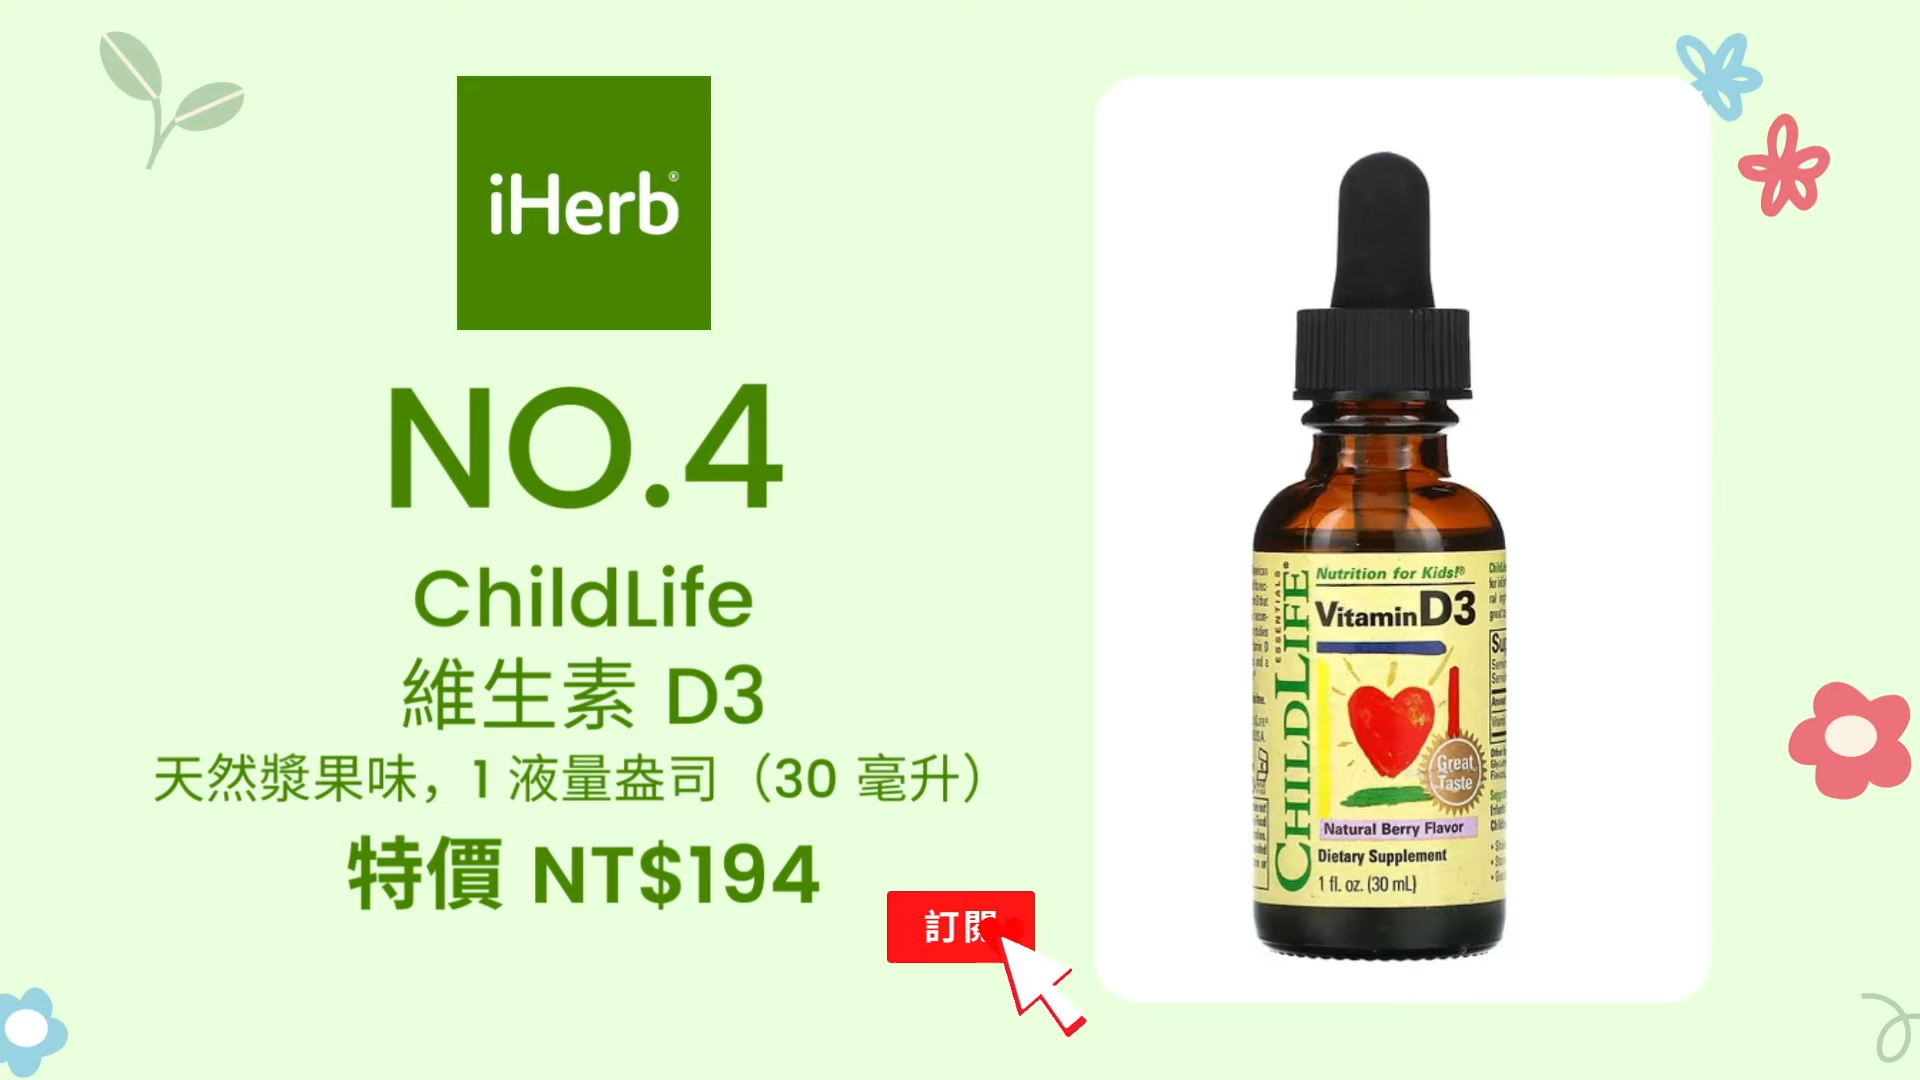 iHerb®
NO.4
ChildLife
維生素 D3
天然漿果味，1 液量盎司（30 毫升）
特價 NT$194
訂閱
Nutrition for Kids!®
CHILDLIFE®
ESSENTIALS
Vitamin D3
Great
Taste
Natural Berry Flavor
Dietary Supplement
1 fl. oz. (30 mL)